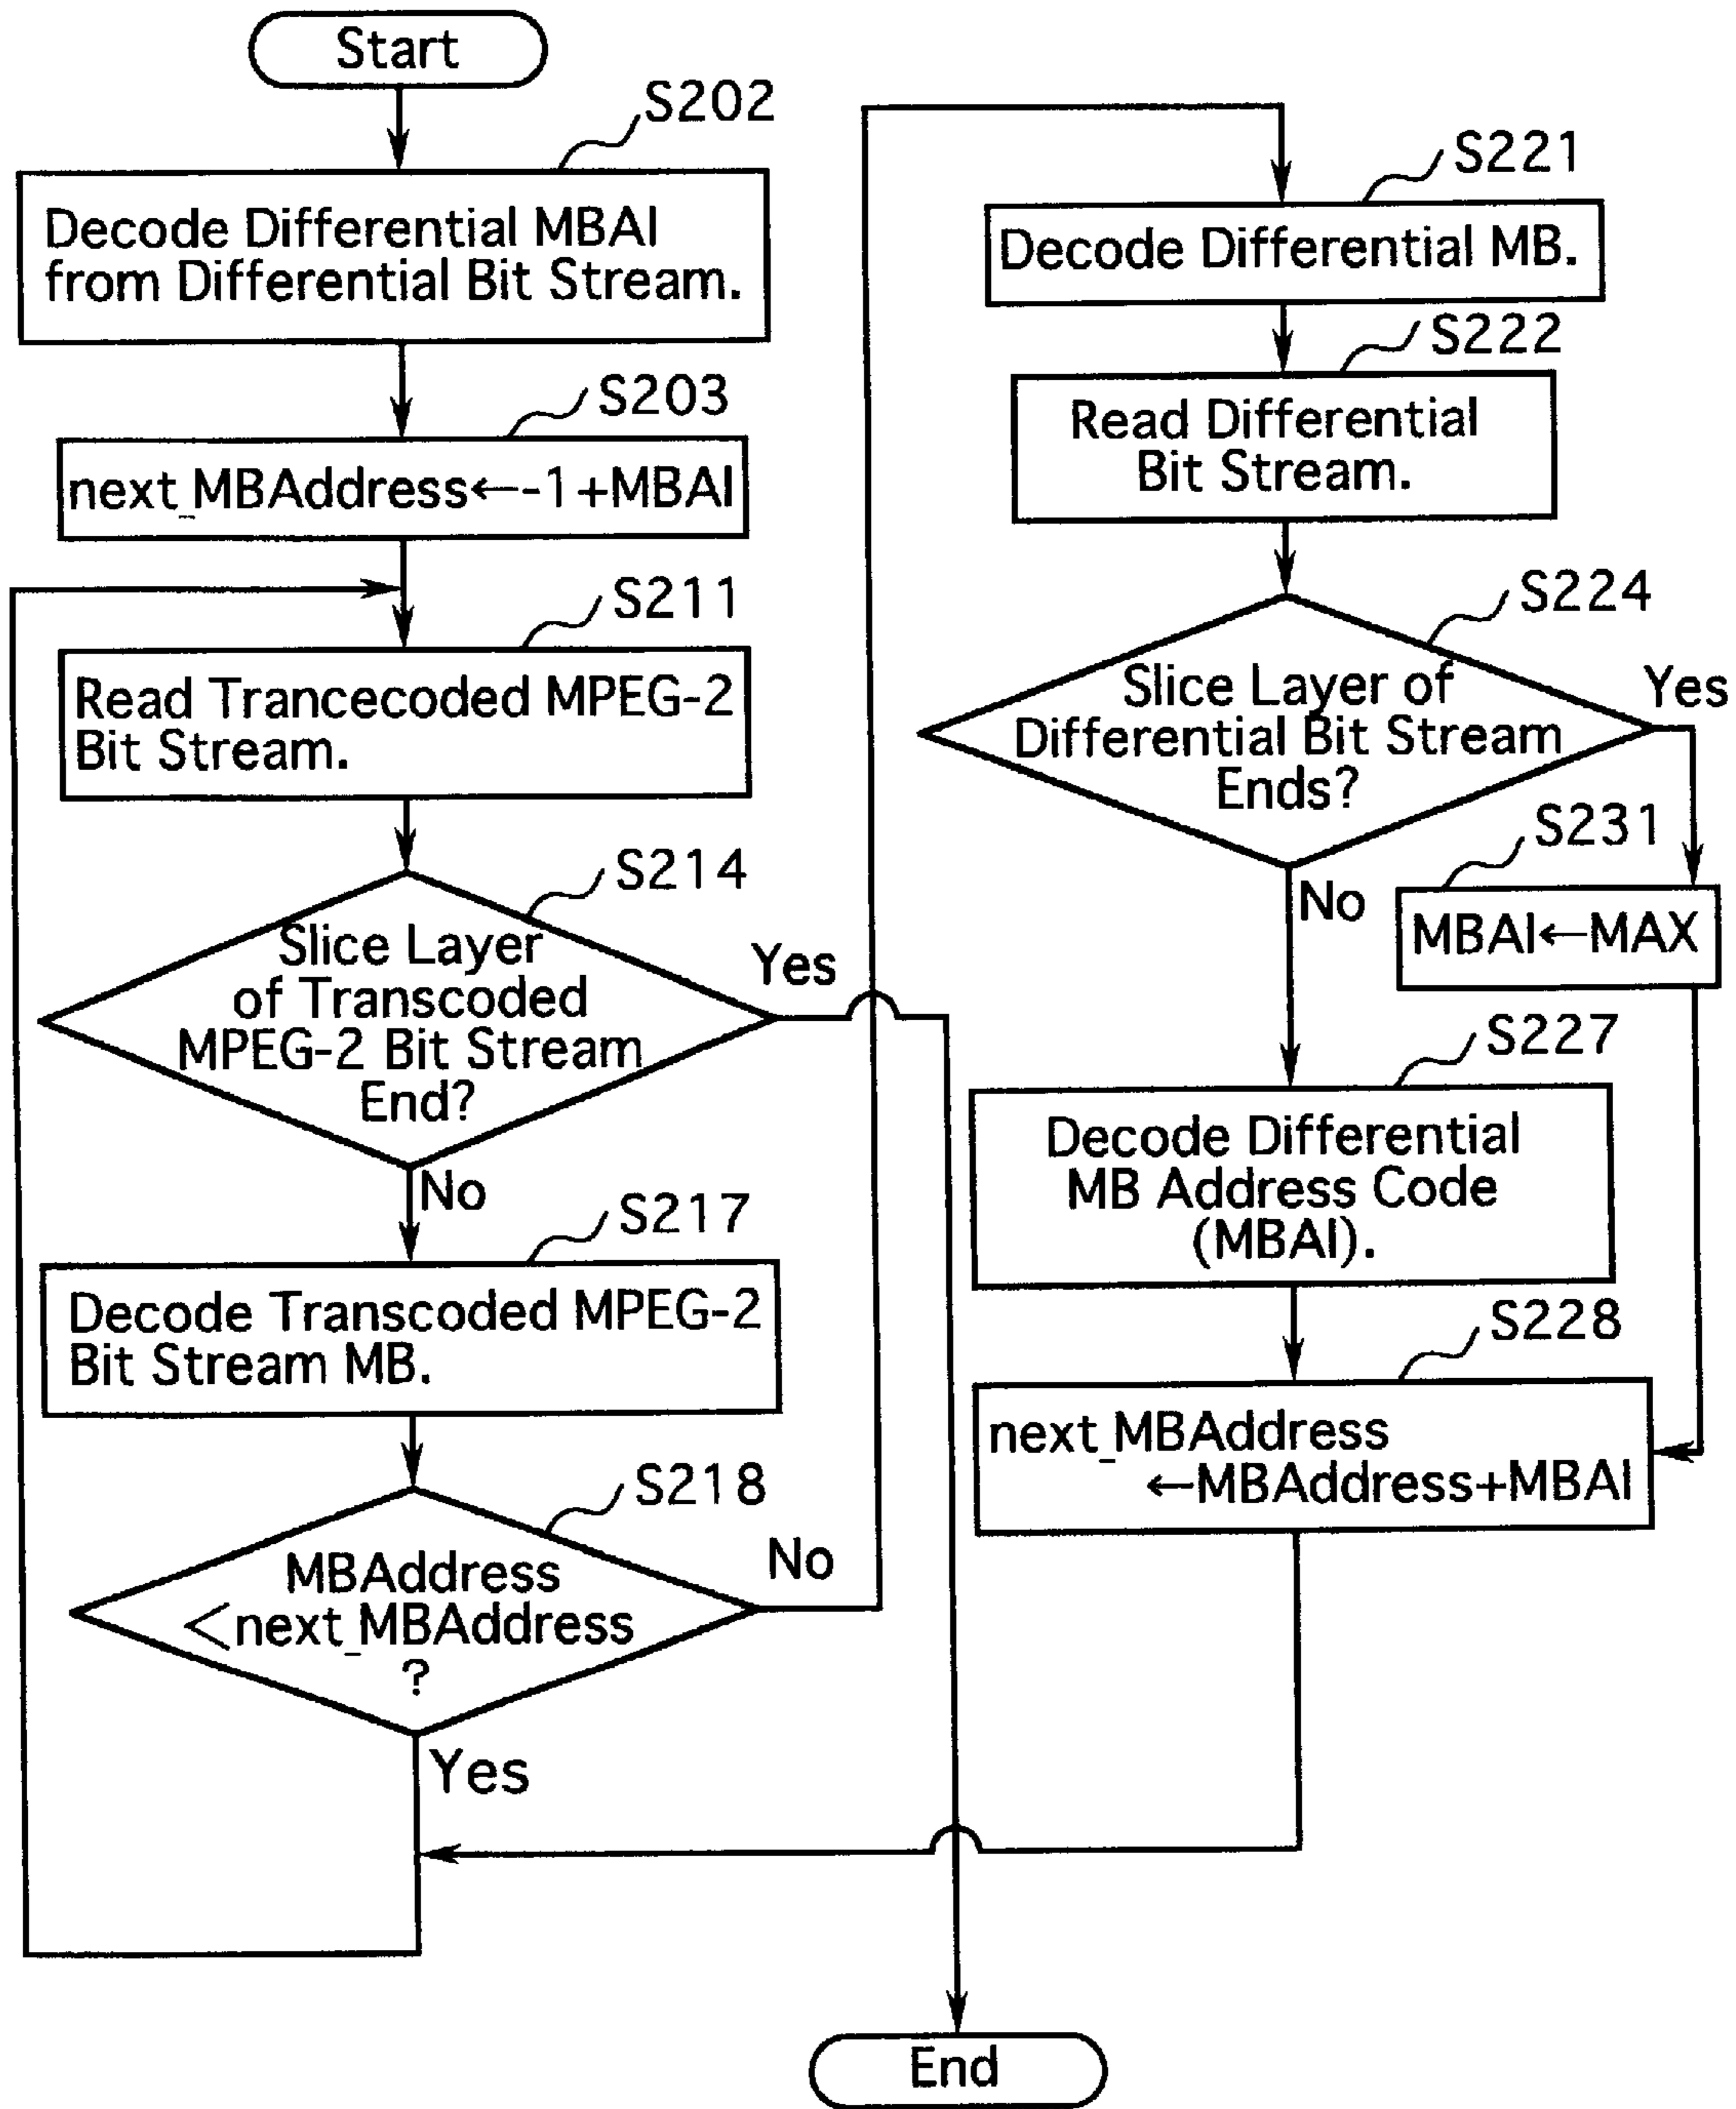 Start
S202
Decode Differential MBAI
from Differential Bit Stream.
S203
next_MBAddress←-1+MBAI
S211
Read Trancecoded MPEG-2
Bit Stream.
S214
Slice Layer
of Transcoded
MPEG-2 Bit Stream
End?
Yes
No
S217
Decode Transcoded MPEG-2
Bit Stream MB.
S218
MBAddress
<next_MBAddress
?
No
Yes
S221
Decode Differential MB.
S222
Read Differential
Bit Stream.
S224
Slice Layer of
Differential Bit Stream
Ends?
Yes
No
S231
MBAI←MAX
S227
Decode Differential
MB Address Code
(MBAI).
S228
next_MBAddress
←MBAddress+MBAI
End